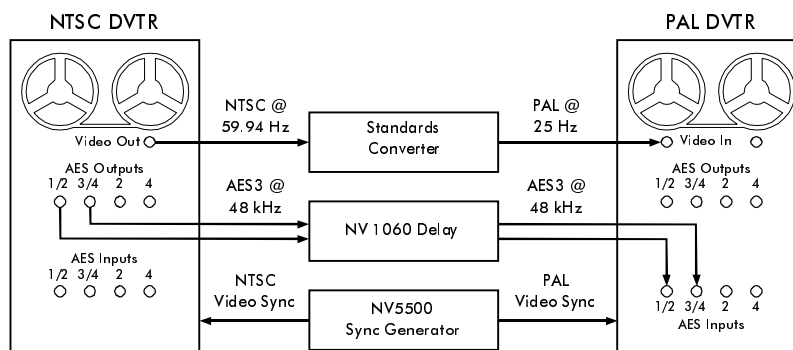 NTSC DVTR
PAL DVTR
NTSC @
59.94 Hz
Standards
Converter
PAL @
25 Hz
Video Out
Video In
AES Outputs
1/2 3/4 2 4
AES3 @
48 kHz
NV 1060 Delay
AES3 @
48 kHz
AES Outputs
1/2 3/4 2 4
AES Inputs
1/2 3/4 2 4
NTSC
Video Sync
NV5500
Sync Generator
PAL
Video Sync
1/2 3/4 2 4
AES Inputs